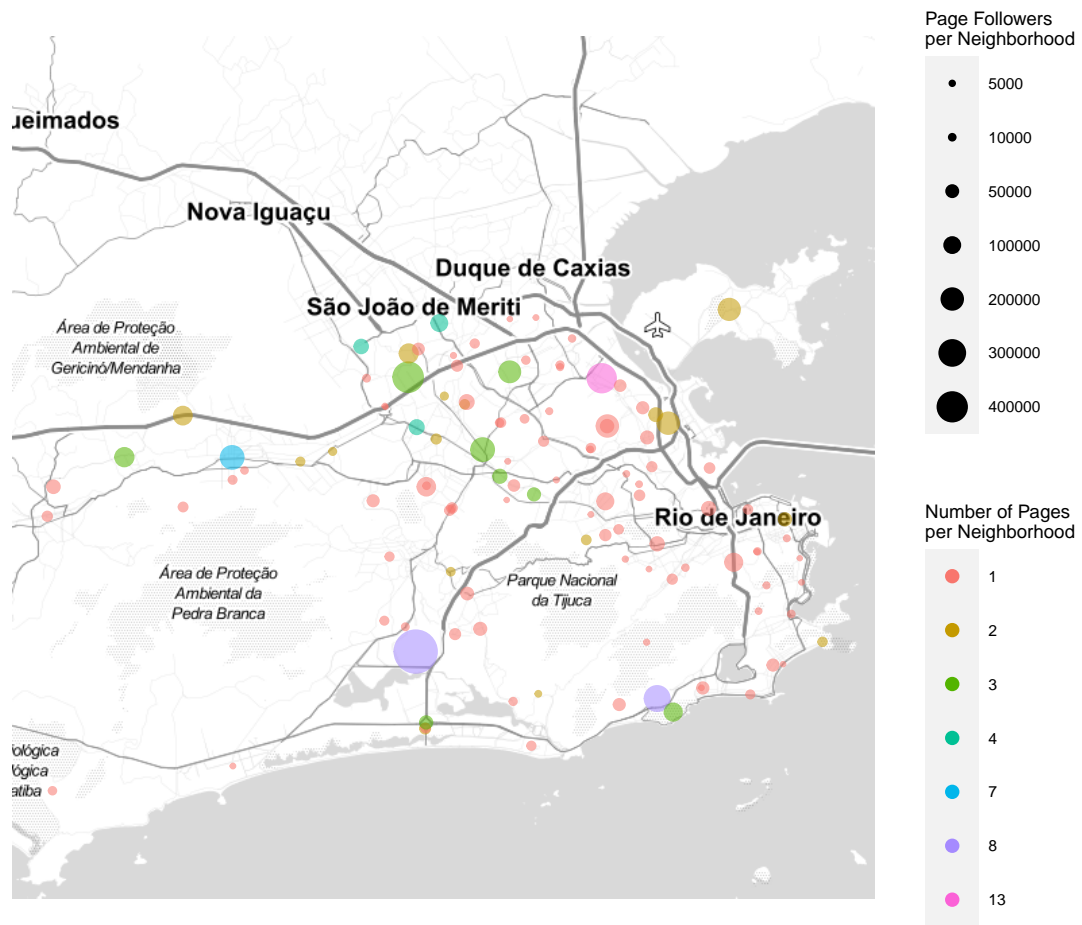 ueimados
Nova Iguaçu
Duque de Caxias
São João de Meriti
Área de Proteção
Ambiental de
Gericinó/Mendanha
Rio de Janeiro
Área de Proteção
Ambiental da
Pedra Branca
Parque Nacional
da Tijuca
ológica
lógica
atiba
Page Followers
per Neighborhood
5000
10000
50000
100000
200000
300000
400000
Number of Pages
per Neighborhood
1
2
3
4
7
8
13